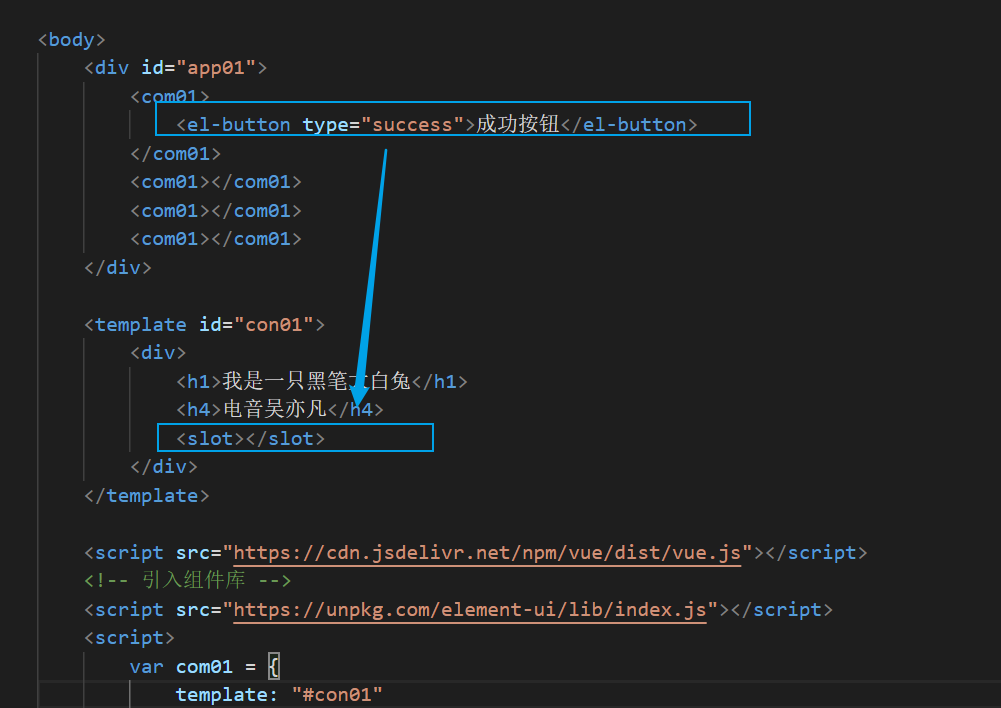 <body>
<div id="app01">
<com01>
<el-button type="success">成功按钮</el-button>
</com01>
<com01></com01>
<com01></com01>
<com01></com01>
</div>
<template id="con01">
<div>
<h1>我是一只黑笔大白兔</h1>
<h4>电音吴亦凡</h4>
<slot></slot>
</div>
</template>
<script src="https://cdn.jsdelivr.net/npm/vue/dist/vue.js"></script>
<!-- 引入组件库 -->
<script src="https://unpkg.com/element-ui/lib/index.js"></script>
<script>
var com01 = {
template: "#con01"